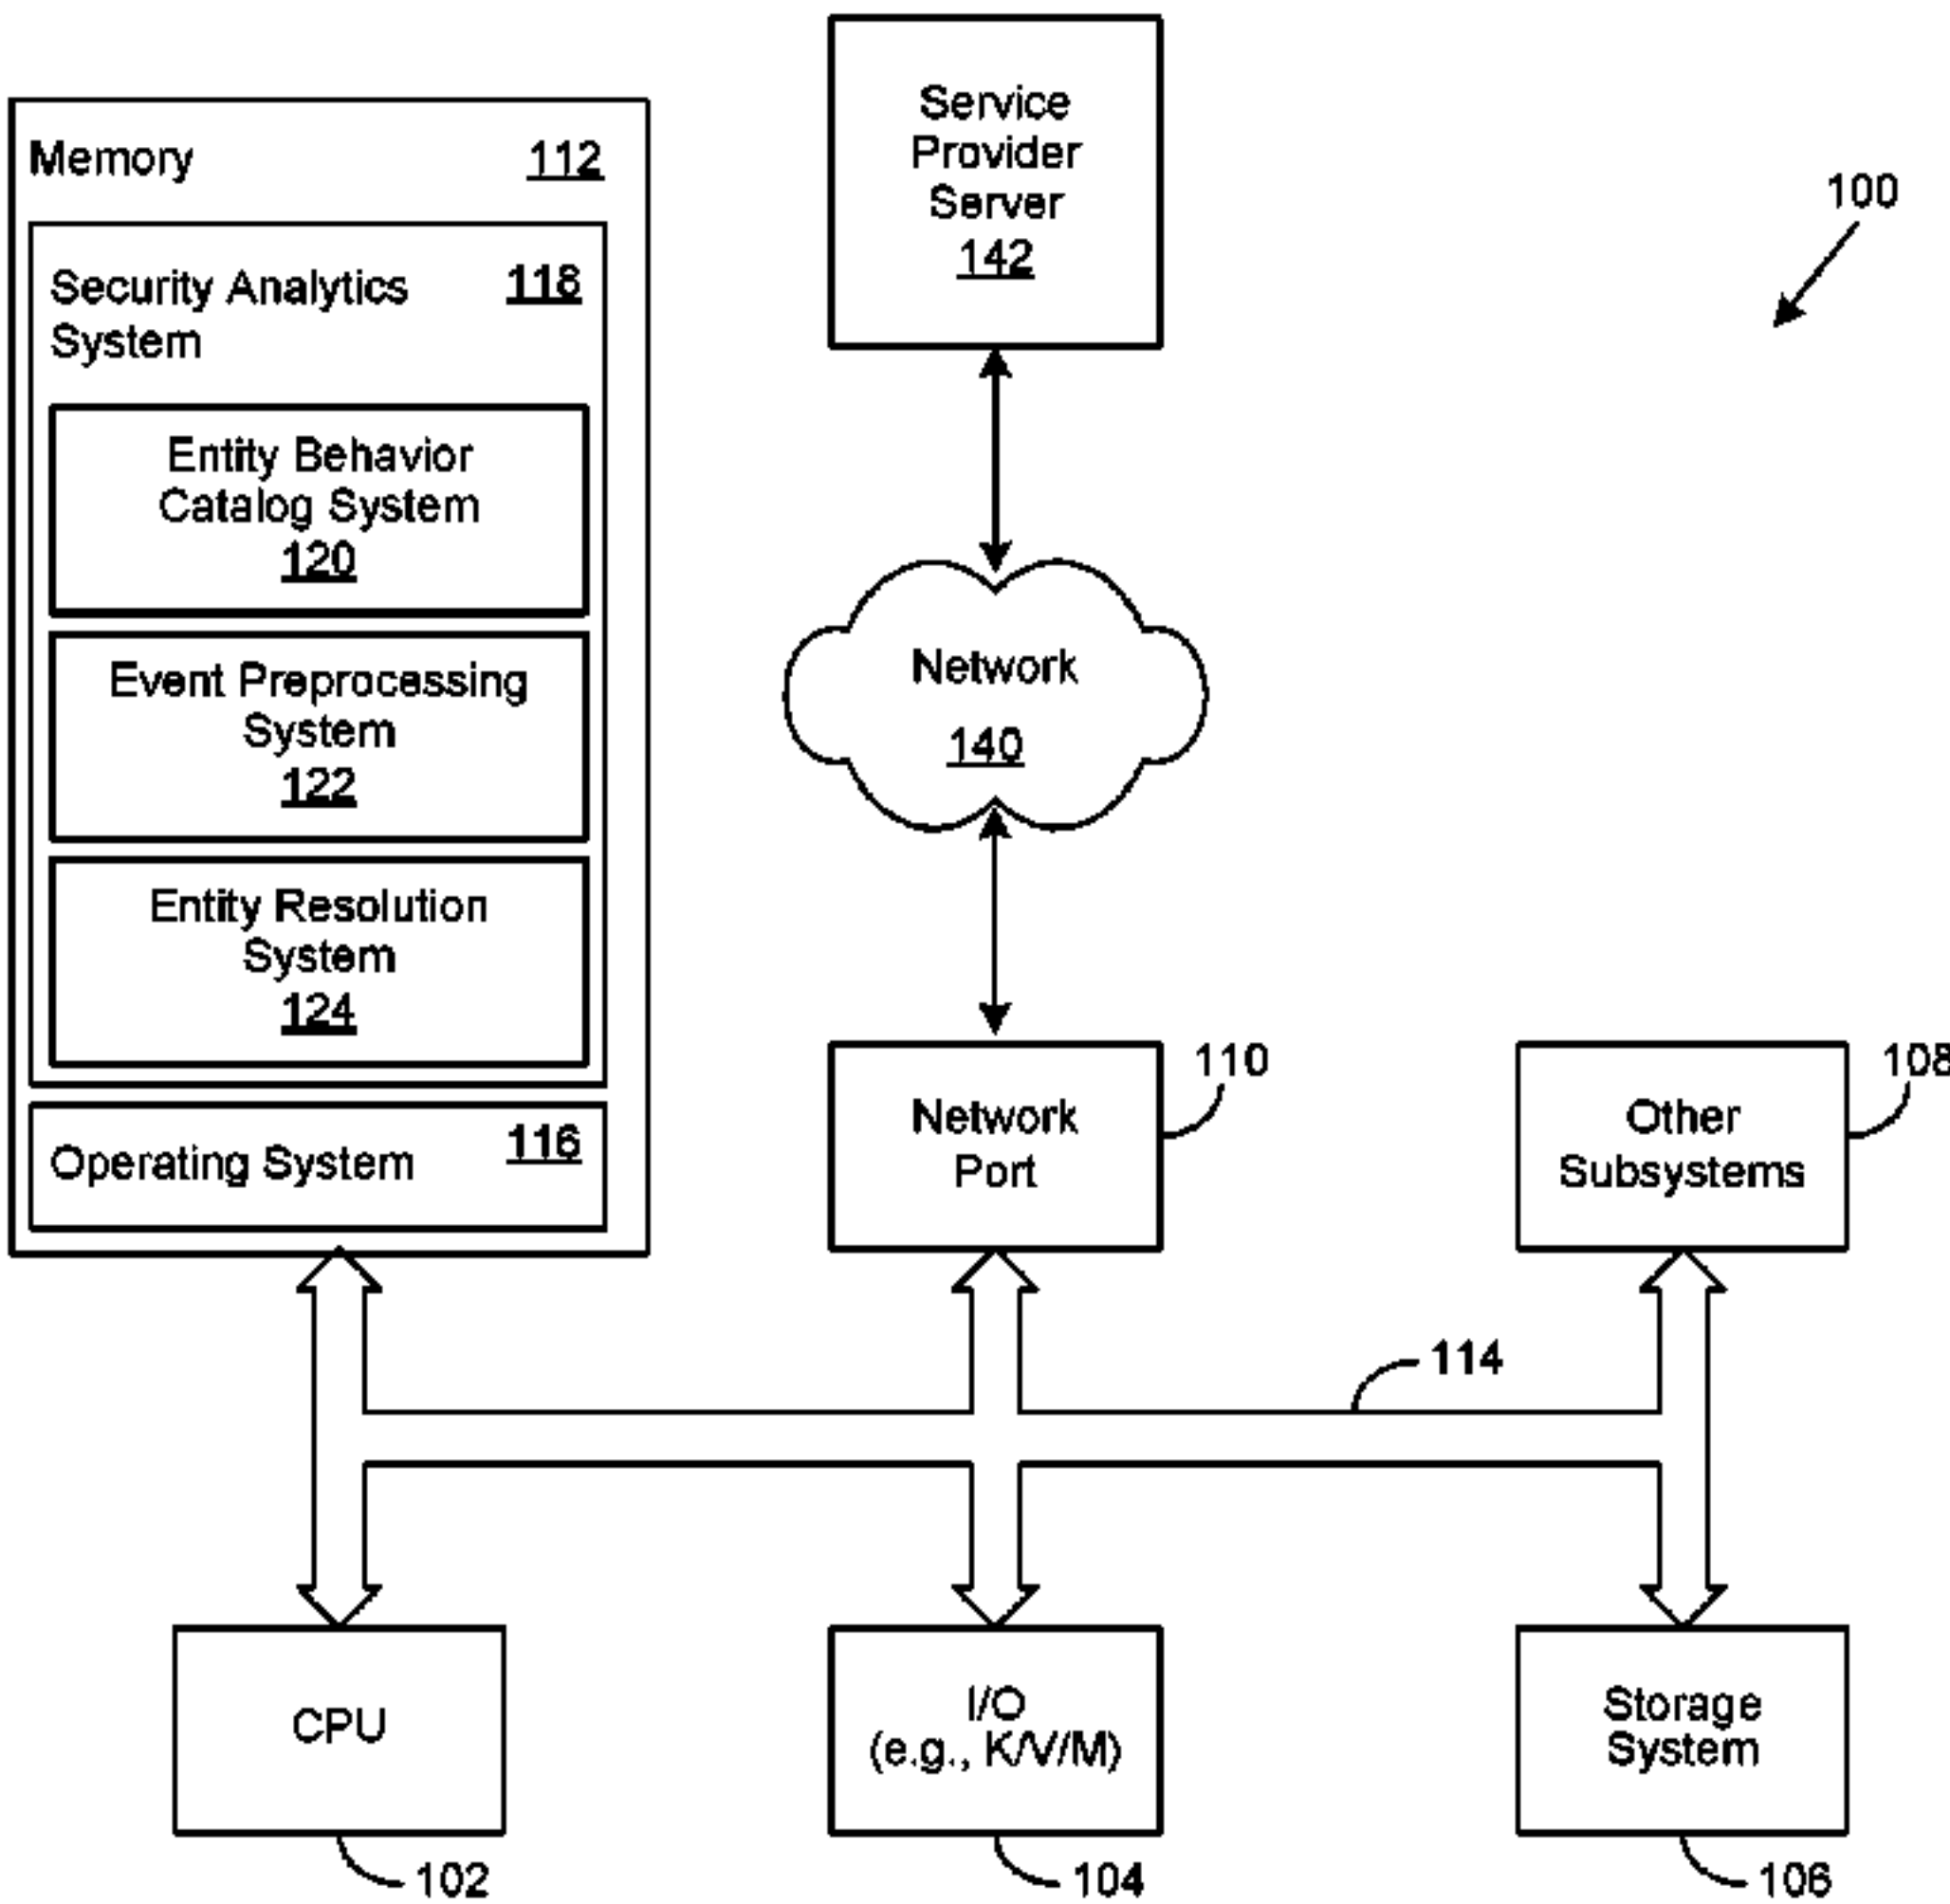 Service
Provider
Server
142
100
Memory 112
Security Analytics 118
System
Entity Behavior
Catalog System
120
Event Preprocessing
System
122
Entity Resolution
System
124
Operating System 116
Network
140
Network
Port
110
Other
Subsystems
108
114
CPU
102
I/O
(e.g., K/V/M)
104
Storage
System
106